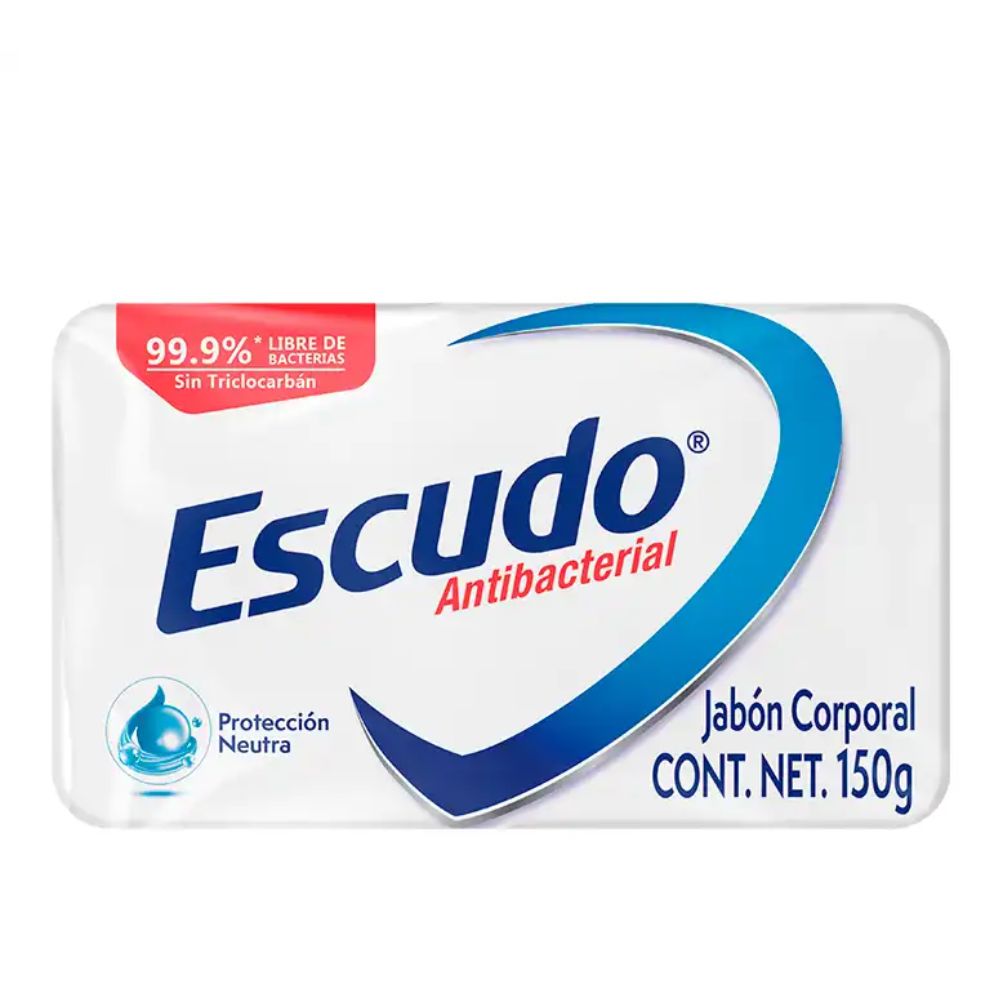 99.9%* LIBRE DE
BACTERIAS
Sin Triclocarbán
Escudo®
Antibacterial
Protección
Neutra
Jabón Corporal
CONT. NET. 150g